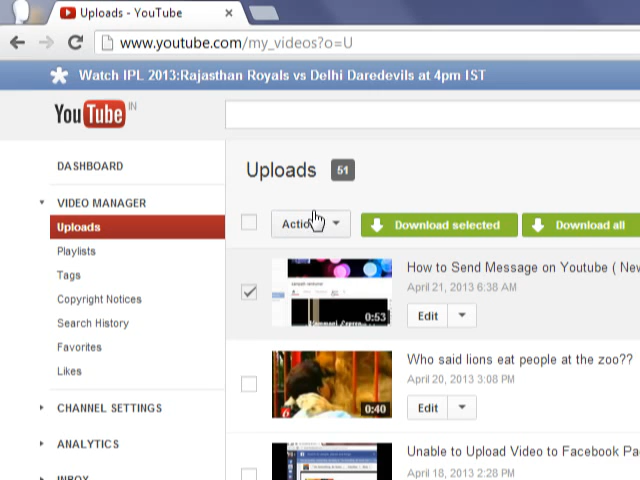 Uploads - YouTube
www.youtube.com/my_videos?o=U
Watch IPL 2013:Rajasthan Royals vs Delhi Daredevils at 4pm IST
YouTube IN
DASHBOARD
Uploads 51
VIDEO MANAGER
Uploads
Download selected
Download all
Playlists
Tags
How to Send Message on Youtube ( New
Copyright Notices
April 21, 2013 6:38 AM
Search History
0:53
Edit
Favorites
Likes
Who said lions eat people at the zoo??
April 20, 2013 3:08 PM
CHANNEL SETTINGS
0:40
Edit
ANALYTICS
Unable to Upload Video to Facebook Pa
April 18, 2013 2:28 PM
INBOX